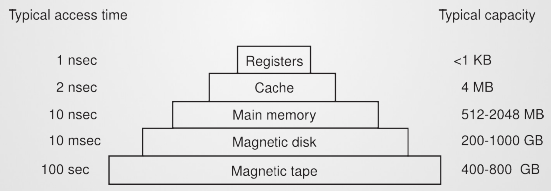 Typical access time Typical capacity
1 nsec Registers <1 KB
2 nsec Cache 4 MB
10 nsec Main memory 512-2048 MB
10 msec Magnetic disk 200-1000 GB
100 sec Magnetic tape 400-800 GB